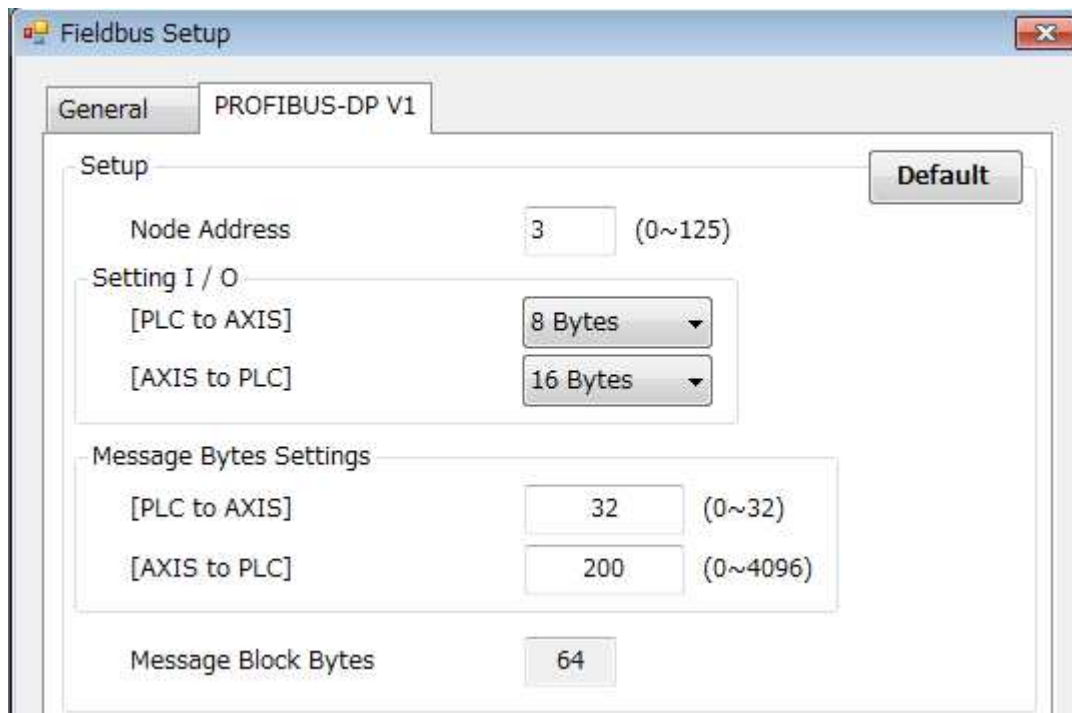 Fieldbus Setup
General PROFIBUS-DP V1
Setup Default
Node Address 3 (0~125)
Setting I / O
[PLC to AXIS] 8 Bytes
[AXIS to PLC] 16 Bytes
Message Bytes Settings
[PLC to AXIS] 32 (0~32)
[AXIS to PLC] 200 (0~4096)
Message Block Bytes 64